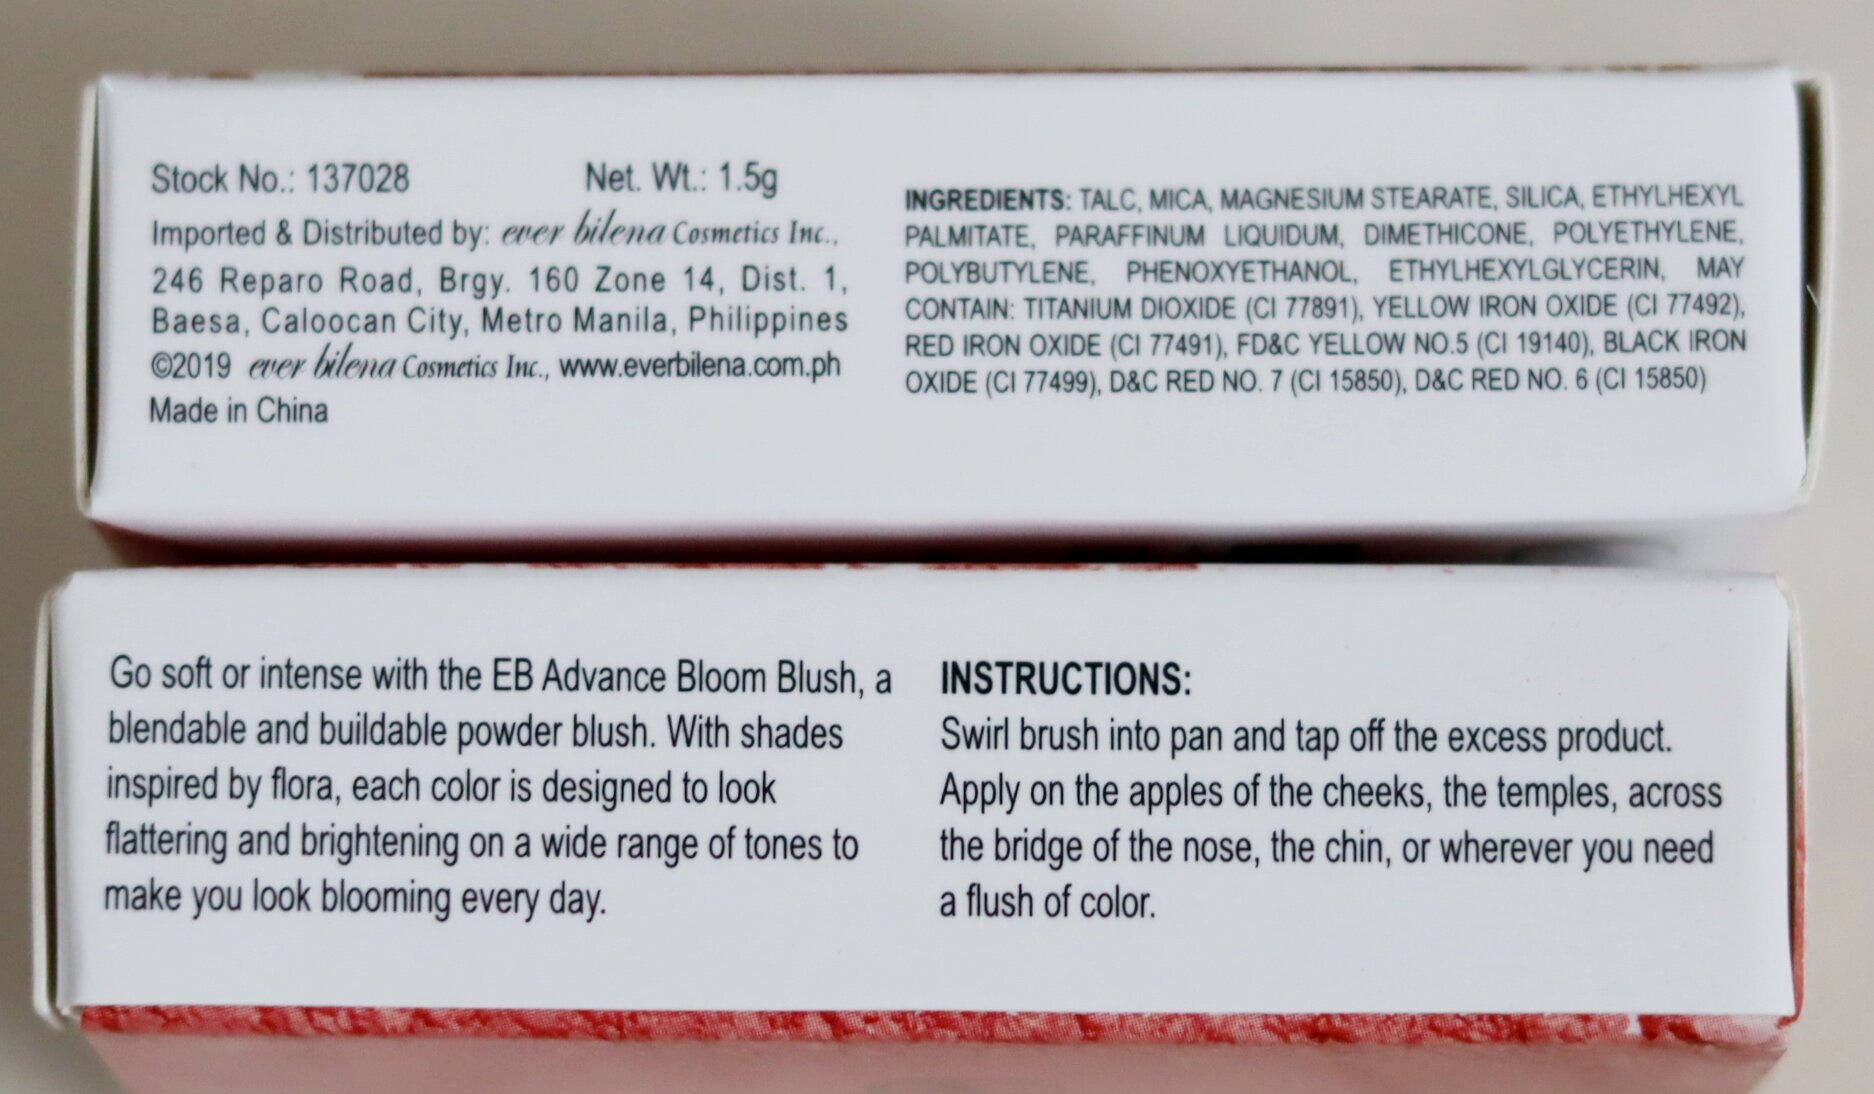 Stock No.: 137028 Net. Wt.: 1.5g
Imported & Distributed by: ever bilena Cosmetics Inc.,
246 Reparo Road, Brgy. 160 Zone 14, Dist. 1,
Baesa, Caloocan City, Metro Manila, Philippines
©2019 ever bilena Cosmetics Inc., www.everbilena.com.ph
Made in China
INGREDIENTS: TALC, MICA, MAGNESIUM STEARATE, SILICA, ETHYLHEXYL
PALMITATE, PARAFFINUM LIQUIDUM, DIMETHICONE, POLYETHYLENE,
POLYBUTYLENE, PHENOXYETHANOL, ETHYLHEXYLGLYCERIN, MAY
CONTAIN: TITANIUM DIOXIDE (CI 77891), YELLOW IRON OXIDE (CI 77492),
RED IRON OXIDE (CI 77491), FD&C YELLOW NO.5 (CI 19140), BLACK IRON
OXIDE (CI 77499), D&C RED NO. 7 (CI 15850), D&C RED NO. 6 (CI 15850)
Go soft or intense with the EB Advance Bloom Blush, a
blendable and buildable powder blush. With shades
inspired by flora, each color is designed to look
flattering and brightening on a wide range of tones to
make you look blooming every day.
INSTRUCTIONS:
Swirl brush into pan and tap off the excess product.
Apply on the apples of the cheeks, the temples, across
the bridge of the nose, the chin, or wherever you need
a flush of color.